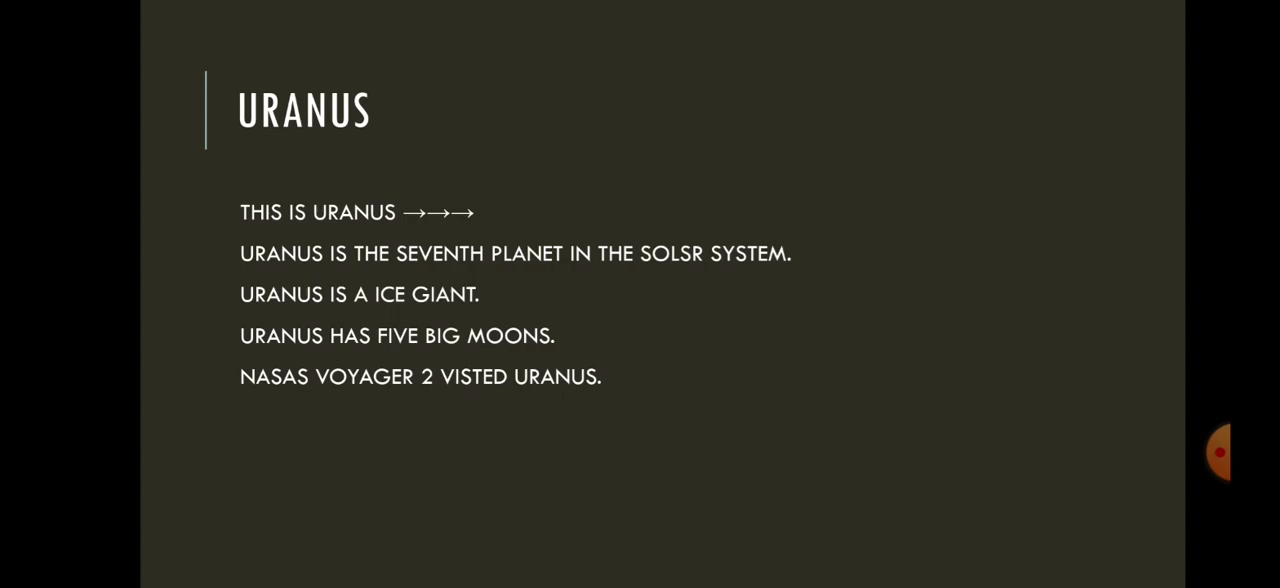 URANUS
THIS IS URANUS →→→
URANUS IS THE SEVENTH PLANET IN THE SOLSR SYSTEM.
URANUS IS A ICE GIANT.
URANUS HAS FIVE BIG MOONS.
NASAS VOYAGER 2 VISTED URANUS.